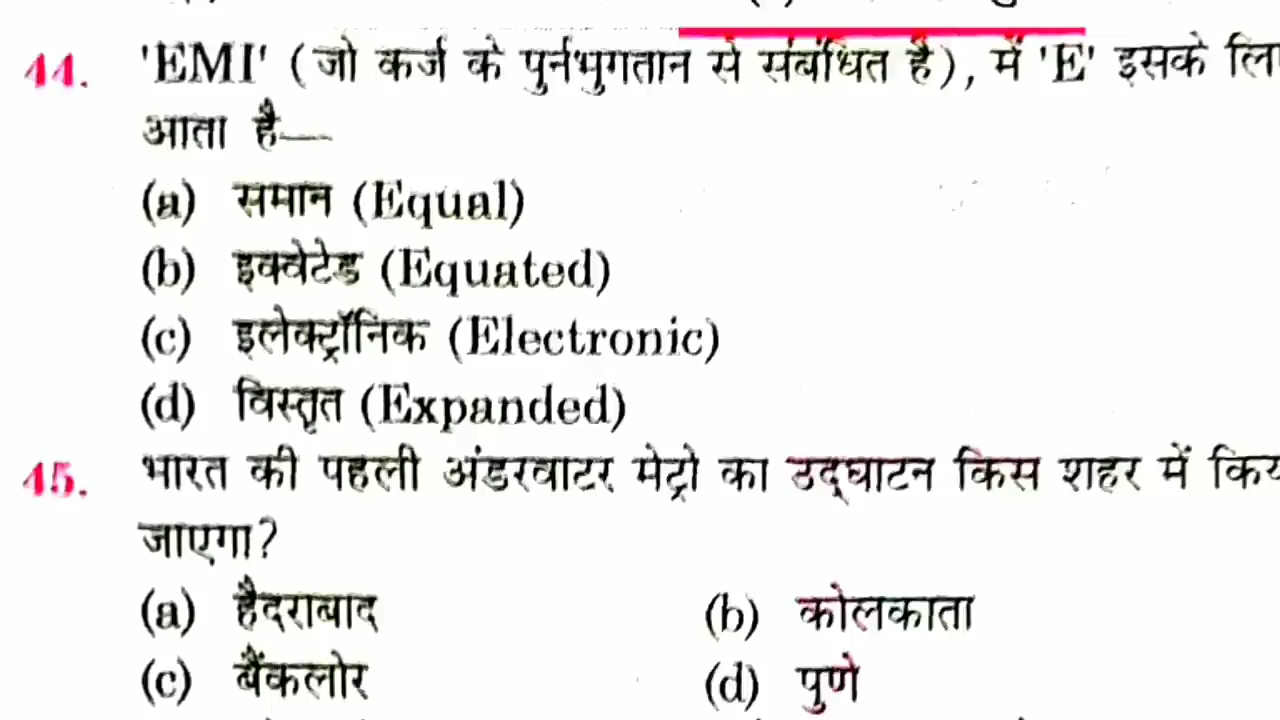 44. 'EMI' (जो कर्ज के पुर्नभुगतान से संबंधित है), में 'E' इसके लि
आता है—
(a) समान (Equal)
(b) इक्वेटेड (Equated)
(c) इलेक्ट्रॉनिक (Electronic)
(d) विस्तृत (Expanded)
45. भारत की पहली अंडरवाटर मेट्रो का उद्घाटन किस शहर में किय
जाएगा?
(a) हैदराबाद (b) कोलकाता
(c) बैंकलोर (d) पुणे